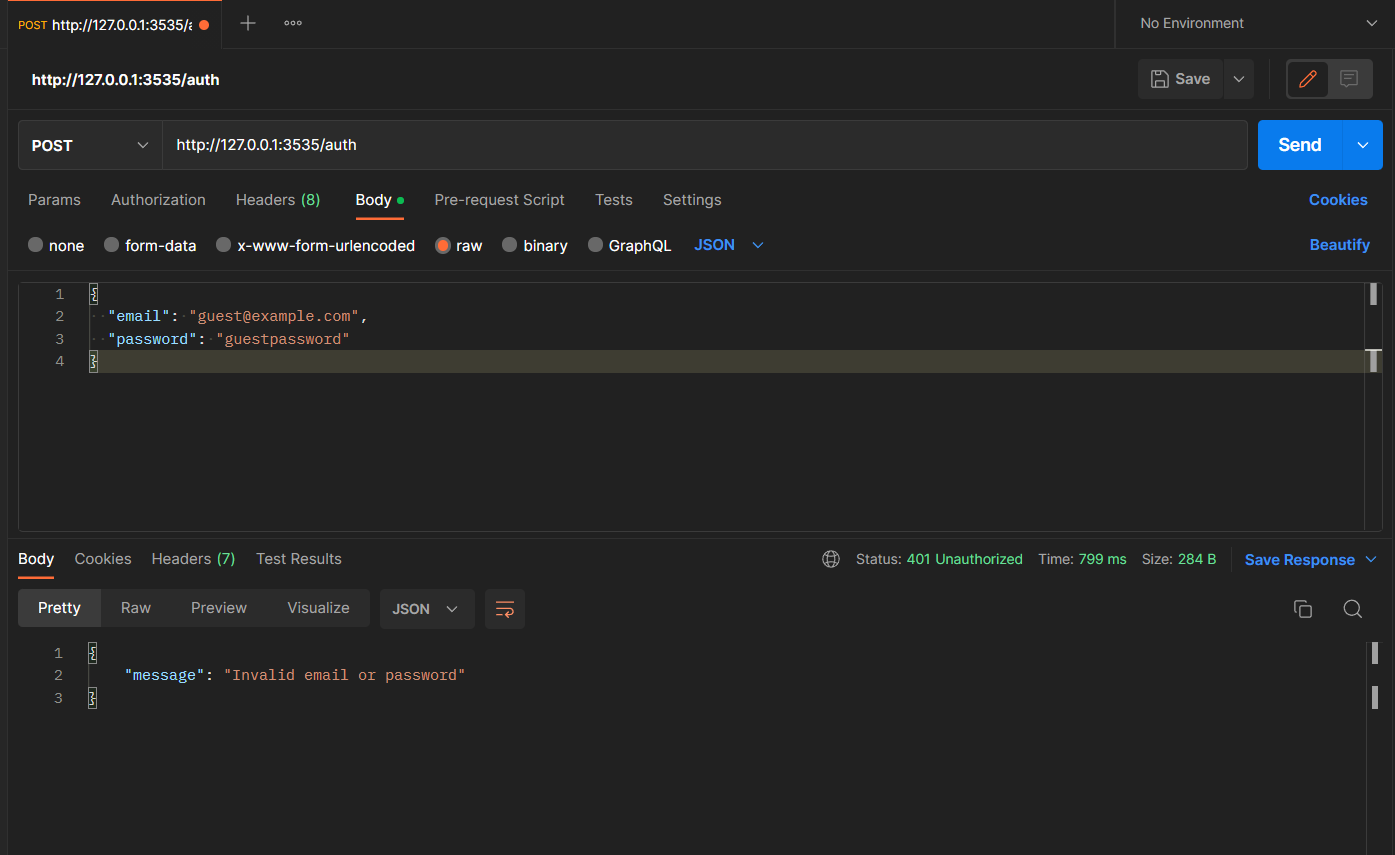 POST http://127.0.0.1:3535/a
No Environment
http://127.0.0.1:3535/auth
Save
POST http://127.0.0.1:3535/auth
Send
Params Authorization Headers (8) Body Pre-request Script Tests Settings Cookies
none form-data x-www-form-urlencoded raw binary GraphQL JSON Beautify
1 {
2 "email": "guest@example.com",
3 "password": "guestpassword"
4 }
Body Cookies Headers (7) Test Results Status: 401 Unauthorized Time: 799 ms Size: 284 B Save Response
Pretty Raw Preview Visualize JSON
1 {
2 "message": "Invalid email or password"
3 }